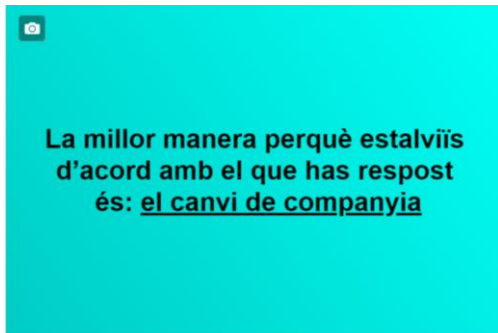 La millor manera perquè estalviïs
d’acord amb el que has respost
és: el canvi de companyia